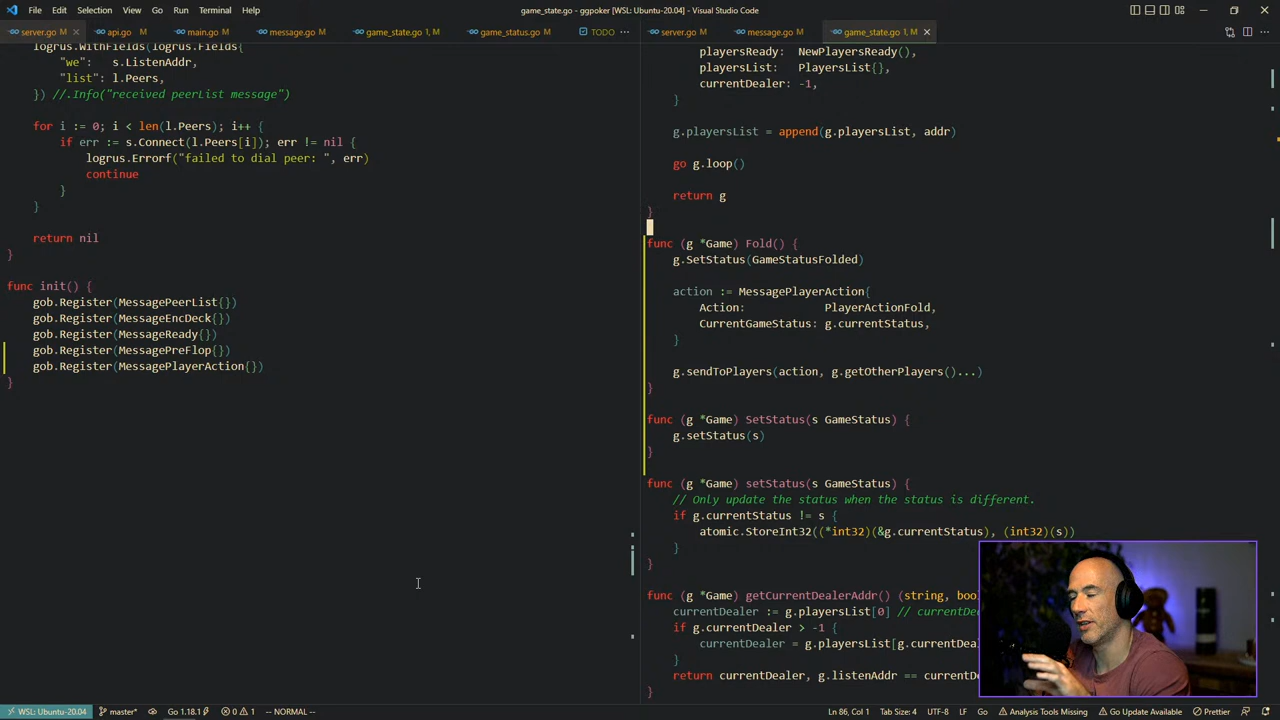 File Edit Selection View Go Run Terminal Help
game_state.go - ggpoker [WSL: Ubuntu-20.04] - Visual Studio Code
server.go api.go main.go message.go game_state.go 1, M game_status.go TODO
server.go message.go game_state.go 1, M
logrus.WithFields(logrus.Fields{
"we": s.ListenAddr,
"list": l.Peers,
}) //.Info("received peerList message")
for i := 0; i < len(l.Peers); i++ {
if err := s.Connect(l.Peers[i]); err != nil {
logrus.Errorf("failed to dial peer: ", err)
continue
}
}
return nil
}
func init() {
gob.Register(MessagePeerList{})
gob.Register(MessageEncDeck{})
gob.Register(MessageReady{})
gob.Register(MessagePreFlop{})
gob.Register(MessagePlayerAction{})
}
playersReady: NewPlayersReady(),
playersList: PlayersList{},
currentDealer: -1,
}
g.playersList = append(g.playersList, addr)
go g.loop()
return g
}
func (g *Game) Fold() {
g.SetStatus(GameStatusFolded)
action := MessagePlayerAction{
Action: PlayerActionFold,
CurrentGameStatus: g.currentStatus,
}
g.sendToPlayers(action, g.getOtherPlayers()...)
}
func (g *Game) SetStatus(s GameStatus) {
g.setStatus(s)
}
func (g *Game) setStatus(s GameStatus) {
// Only update the status when the status is different.
if g.currentStatus != s {
atomic.StoreInt32((*int32)(&g.currentStatus), (int32)(s))
}
}
func (g *Game) getCurrentDealerAddr() (string, boo
currentDealer := g.playersList[0] // currentDea
if g.currentDealer > -1 {
currentDealer = g.playersList[g.currentDeal
}
return currentDealer, g.listenAddr == currentDe
}
WSL: Ubuntu-20.04 master* Go 1.18.1 0 1 -- NORMAL -- Ln 86, Col 1 Tab Size: 4 UTF-8 LF Go Analysis Tools Missing Go Update Available Prettier